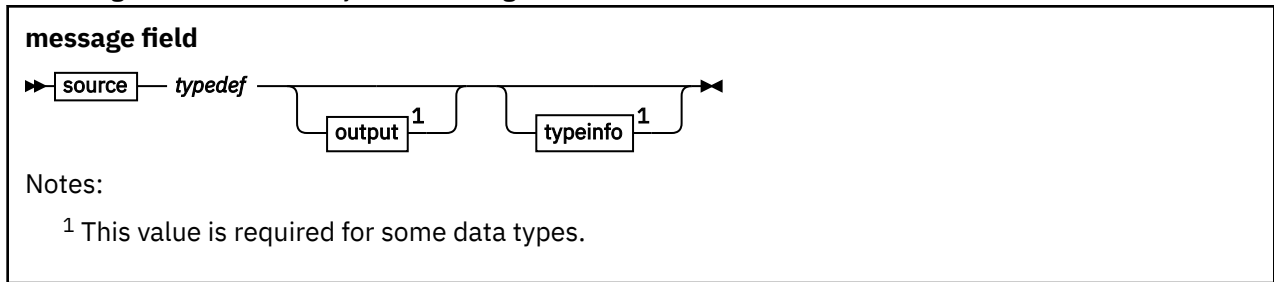 message field
source typedef output 1 typeinfo 1
Notes:
1 This value is required for some data types.